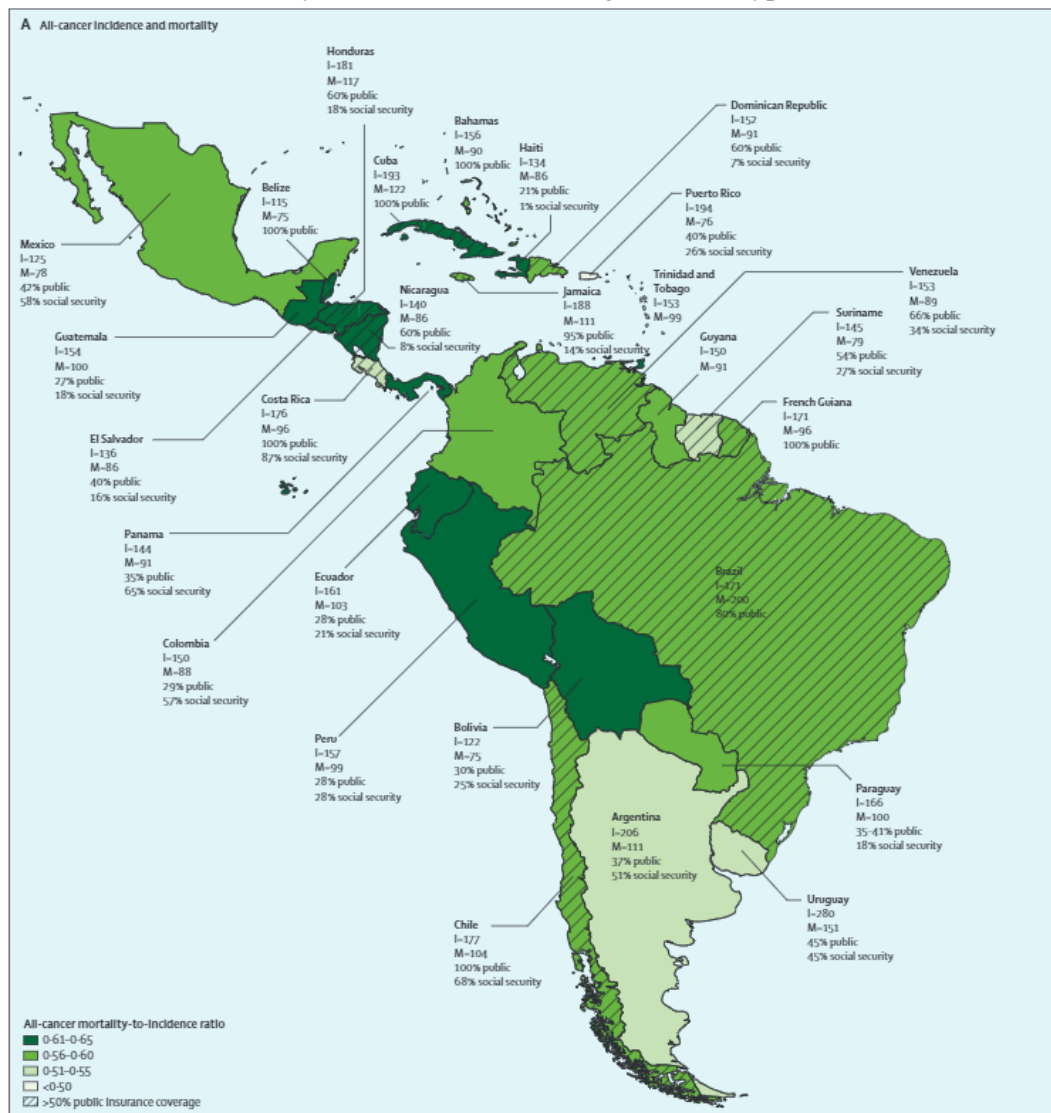 A All-cancer incidence and mortality
Honduras
I=181
M=117
60% public
18% social security
Bahamas
I=156
M=90
100% public
Dominican Republic
I=152
M=91
60% public
7% social security
Cuba
I=193
M=122
100% public
Haiti
I=134
M=86
21% public
1% social security
Belize
I=115
M=75
100% public
Puerto Rico
I=194
M=76
40% public
26% social security
Mexico
I=125
M=78
42% public
58% social security
Nicaragua
I=140
M=86
60% public
8% social security
Jamaica
I=188
M=111
95% public
14% social security
Trinidad and
Tobago
I=153
M=99
Venezuela
I=153
M=89
66% public
34% social security
Suriname
I=145
M=79
54% public
27% social security
Guatemala
I=154
M=100
27% public
18% social security
Guyana
I=150
M=91
Costa Rica
I=176
M=96
100% public
87% social security
French Guiana
I=171
M=96
100% public
El Salvador
I=136
M=86
40% public
16% social security
Panama
I=144
M=91
35% public
65% social security
Ecuador
I=161
M=103
28% public
21% social security
Brazil
I=171
M=200
80% public
Colombia
I=150
M=88
29% public
57% social security
Peru
I=157
M=99
28% public
28% social security
Bolivia
I=122
M=75
30% public
25% social security
Paraguay
I=166
M=100
35-41% public
18% social security
Argentina
I=206
M=111
37% public
51% social security
Uruguay
I=280
M=151
45% public
45% social security
Chile
I=177
M=104
100% public
68% social security
All-cancer mortality-to-incidence ratio
0·61–0·65
0·56–0·60
0·51–0·55
<0·50
>50% public insurance coverage